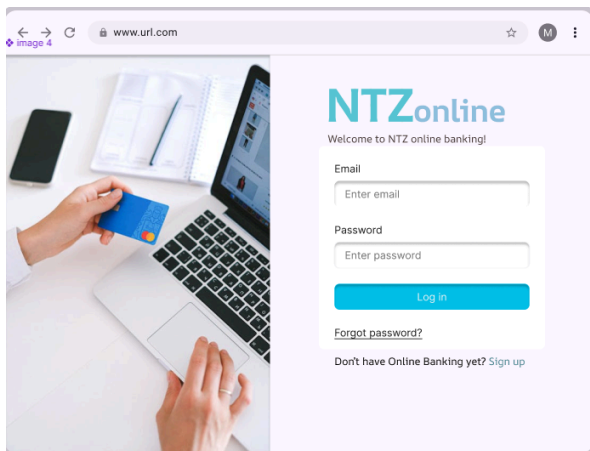 www.url.com
M
image 4
NTZonline
Welcome to NTZ online banking!
Email
Enter email
Password
Enter password
Log in
Forgot password?
Don't have Online Banking yet? Sign up